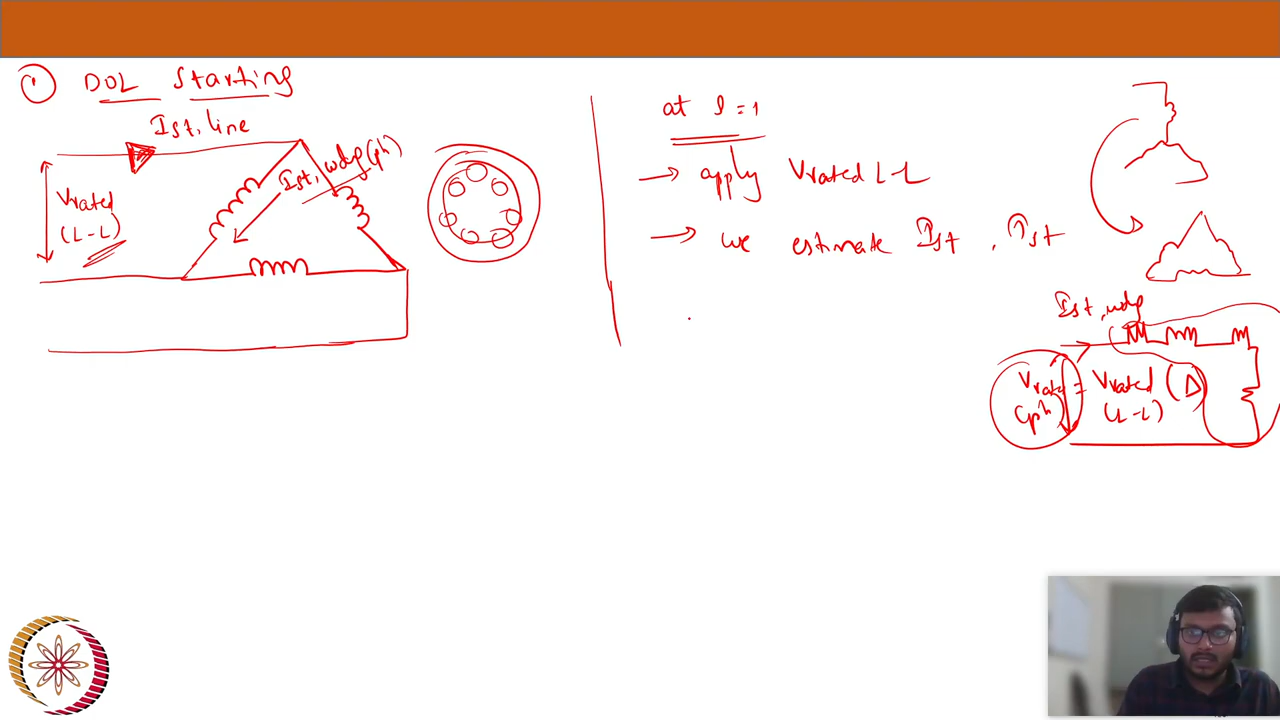 ① DOL Starting
Ist, line
Ist, wdg (ph)
Vrated
(L-L)
at s=1
→ apply Vrated L-L
→ we estimate Ist, Tst
Ist, wdg
Vrated = Vrated (Δ)
(ph) (L-L)